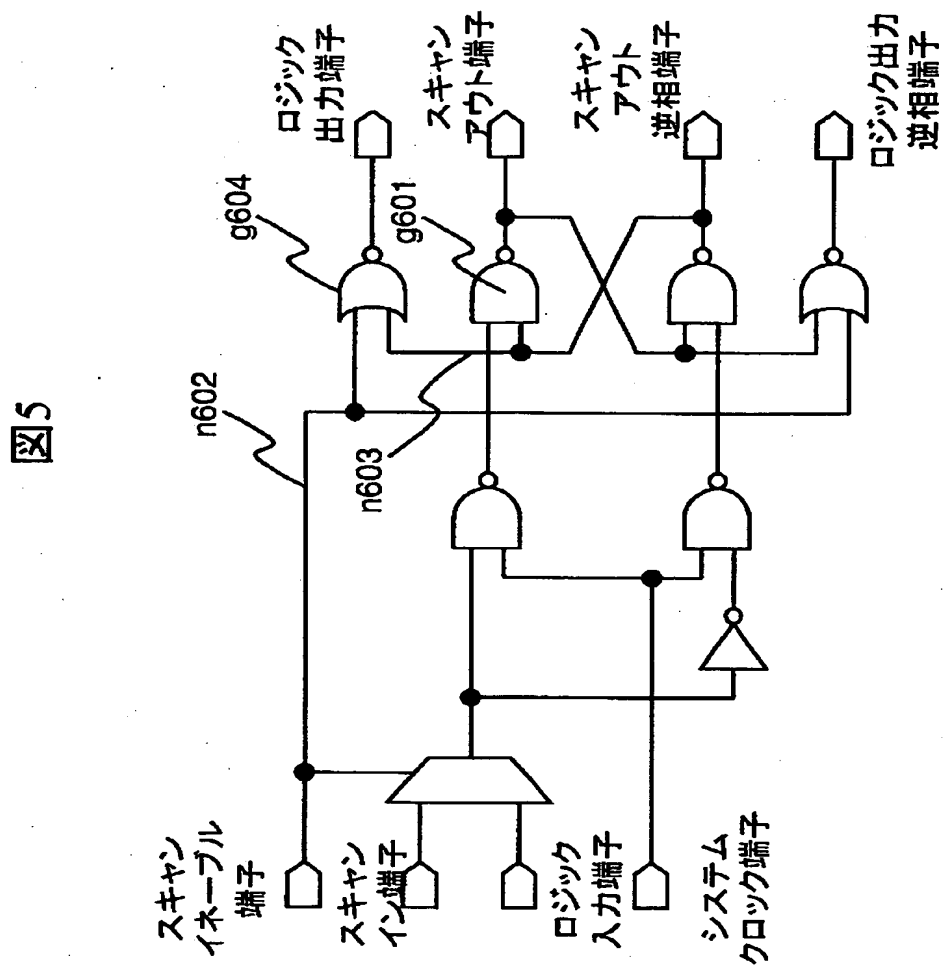 図5
スキャン
イネーブル
端子
スキャン
イン端子
ロジック
入力端子
システム
クロック端子
n602
n603
g604
g601
ロジック
出力端子
スキャン
アウト端子
スキャン
アウト
逆相端子
ロジック出力
逆相端子